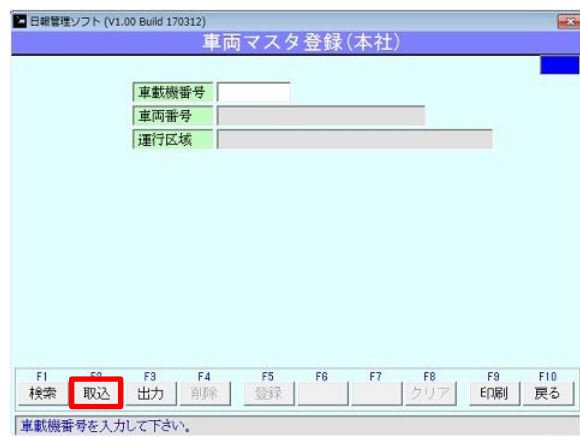 日報管理ソフト (V1.00 Build 170312)
車両マスタ登録(本社)
車載機番号
車両番号
運行区域
F1 F2 F3 F4 F5 F6 F7 F8 F9 F10
検索 取込 出力 削除 登録 クリア 印刷 戻る
車載機番号を入力して下さい。